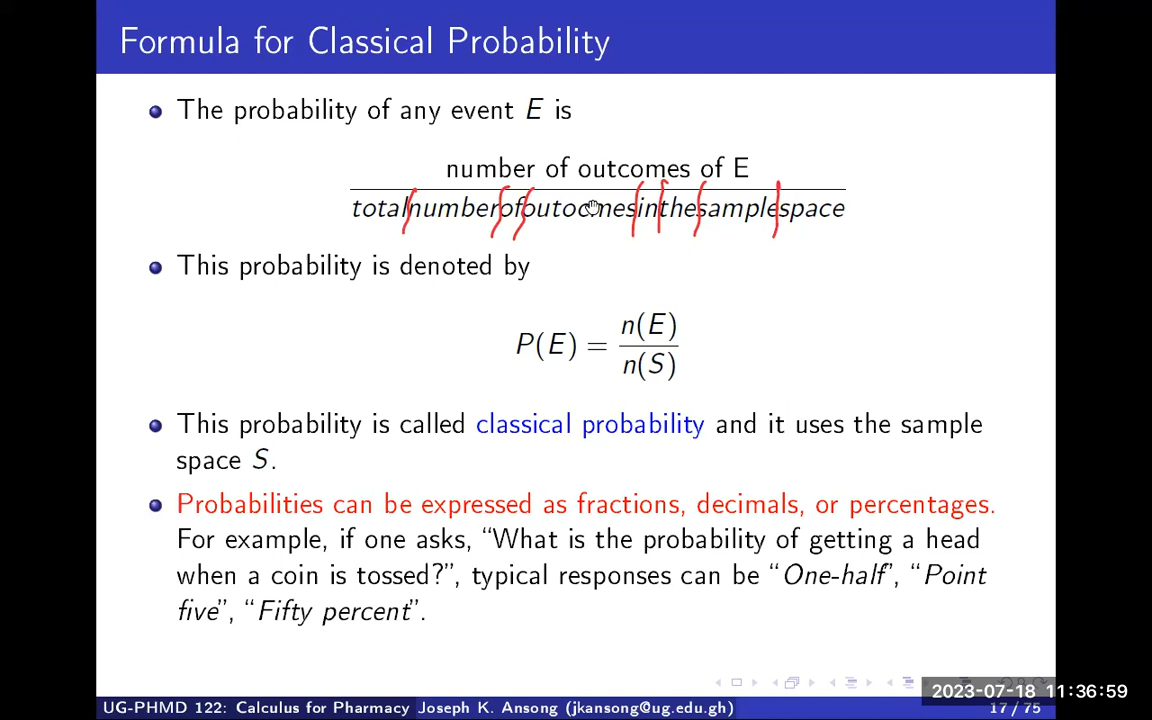 Formula for Classical Probability
The probability of any event E is
number of outcomes of E
totalnumberofoutcomesinthesamplespace
This probability is denoted by
P(E) = n(E)
n(S)
This probability is called classical probability and it uses the sample
space S.
Probabilities can be expressed as fractions, decimals, or percentages.
For example, if one asks, “What is the probability of getting a head
when a coin is tossed?”, typical responses can be “One-half”, “Point
five”, “Fifty percent”.
2023-07-18 11:36:59
UG-PHMD 122: Calculus for Pharmacy Joseph K. Ansong (jkansong@ug.edu.gh) 17 / 75